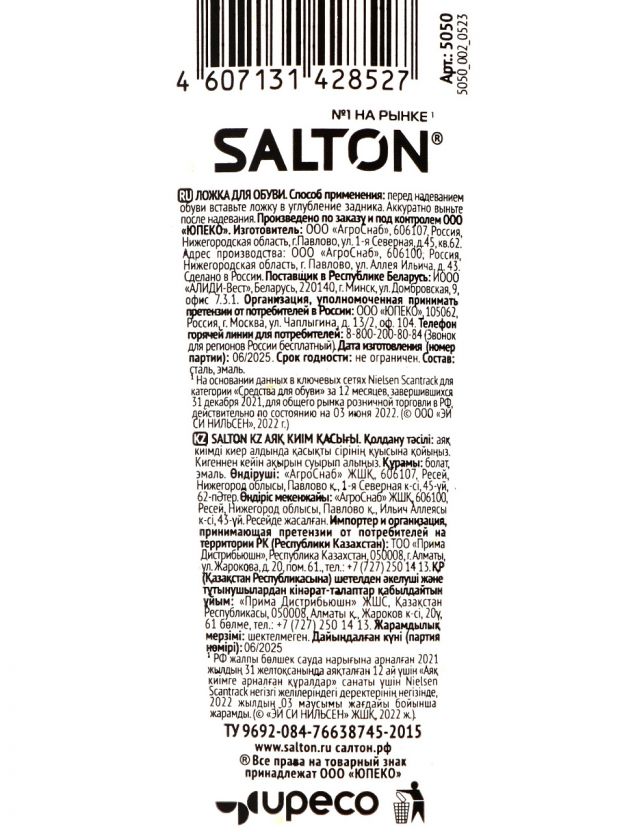 4 607131 428527
Арт.: 5050
5050_002_0523
№1 НА РЫНКЕ ¹
SALTON®
RU ЛОЖКА ДЛЯ ОБУВИ. Способ применения: перед надеванием
обуви вставьте ложку в углубление задника. Аккуратно выньте
после надевания. Произведено по заказу и под контролем ООО
«ЮПЕКО». Изготовитель: ООО «АгроСнаб», 606107, Россия,
Нижегородская область, г.Павлово, ул. 1-я Северная, д.45, кв.62.
Адрес производства: ООО «АгроСнаб», 606100, Россия,
Нижегородская область, г. Павлово, ул. Аллея Ильича, д. 43.
Сделано в России. Поставщик в Республике Беларусь: ИООО
«АЛИДИ-Вест», Беларусь, 220140, г. Минск, ул. Домбровская, 9,
офис 7.3.1. Организация, уполномоченная принимать
претензии от потребителей в России: ООО «ЮПЕКО», 105062,
Россия, г. Москва, ул. Чаплыгина, д. 13/2, оф. 104. Телефон
горячей линии для потребителей: 8-800-200-80-84 (Звонок
для регионов России бесплатный). Дата изготовления (номер
партии): 06/2025. Срок годности: не ограничен. Состав:
сталь, эмаль.
¹ На основании данных в ключевых сетях Nielsen Scantrack для
категории «Средства для обуви» за 12 месяцев, завершившихся
31 декабря 2021, для общего рынка розничной торговли в РФ,
действительно по состоянию на 03 июня 2022. (© ООО «ЭЙ
СИ НИЛЬСЕН», 2022 г.)
KZ SALTON KZ АЯҚ КИІМ ҚАСЫҒЫ. Қолдану тәсілі: аяқ
киімді киер алдында қасықты сірінің қуысына қойыңыз.
Кигеннен кейін ақырын суырып алыңыз. Құрамы: болат,
эмаль. Өндіруші: «АгроСнаб» ЖШҚ, 606107, Ресей,
Нижегород облысы, Павлово қ., 1-я Северная к-сі, 45-үй,
62-пәтер. Өндіріс мекенжайы: «АгроСнаб» ЖШҚ, 606100,
Ресей, Нижегород облысы, Павлово қ., Ильич Аллеясы
к-сі, 43-үй. Ресейде жасалған. Импортер и организация,
принимающая претензии от потребителей на
территории РК (Республики Казахстан): ТОО «Прима
Дистрибьюшн», Республика Казахстан, 050008, г. Алматы,
ул. Жарокова, д. 20, пом. 61., тел.: +7 (727) 250 14 13. ҚР
(Қазақстан Республикасына) шетелден әкелуші және
тұтынушылардан кінәрат-талаптар қабылдайтын
ұйым: «Прима Дистрибьюшн» ЖШС, Қазақстан
Республикасы, 050008, Алматы қ., Жароков к-сі, 20ү,
61 бөлме, тел.: +7 (727) 250 14 13. Жарамдылық
мерзімі: шектелмеген. Дайындалған күні (партия
нөмірі): 06/2025
¹ РФ жалпы бөлшек сауда нарығына арналған 2021
жылдың 31 желтоқсанында аяқталған 12 ай үшін «Аяқ
киімге арналған құралдар» санаты үшін Nielsen
Scantrack негізгі желілеріндегі деректерінің негізінде,
2022 жылдың 03 маусымы жағдайы бойынша
жарамды. (© «ЭЙ СИ НИЛЬСЕН» ЖШҚ, 2022 ж.).
ТУ 9692-084-76638745-2015
www.salton.ru салтон.рф
® Все права на товарный знак
принадлежат ООО «ЮПЕКО»
upeco